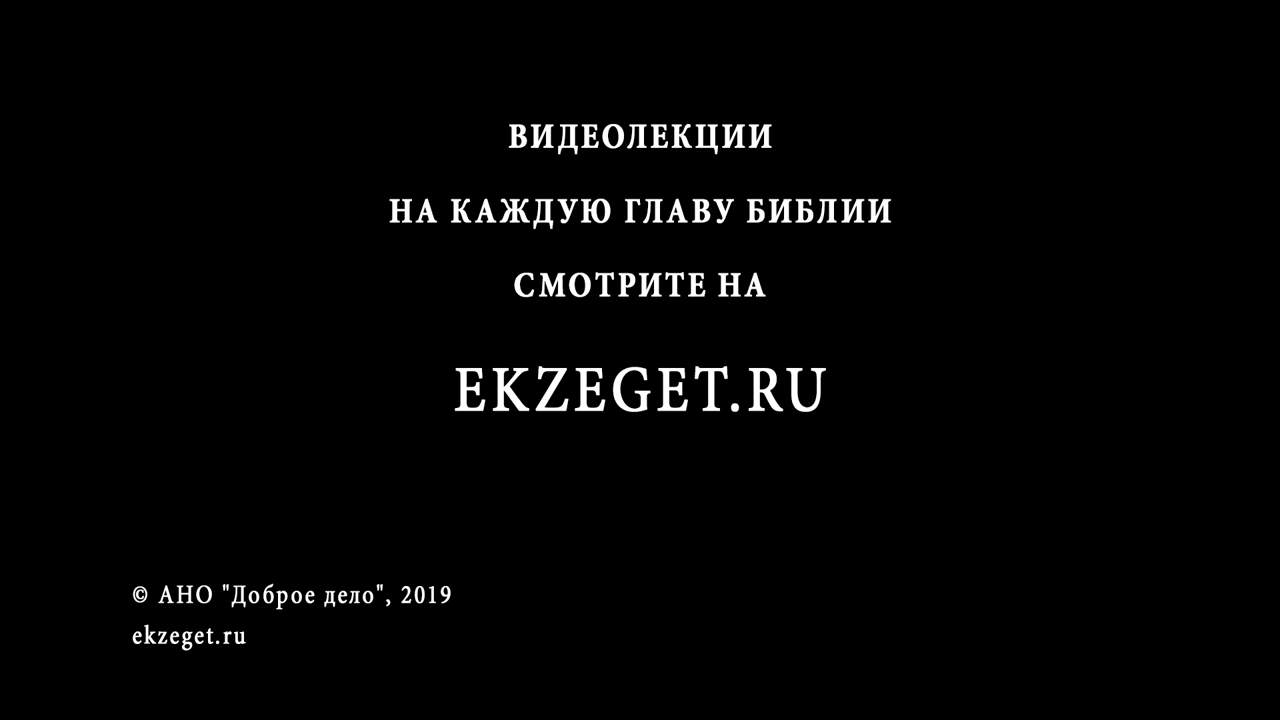 ВИДЕОЛЕКЦИИ
НА КАЖДУЮ ГЛАВУ БИБЛИИ
СМОТРИТЕ НА
EKZEGET.RU
© АНО "Доброе дело", 2019
ekzeget.ru